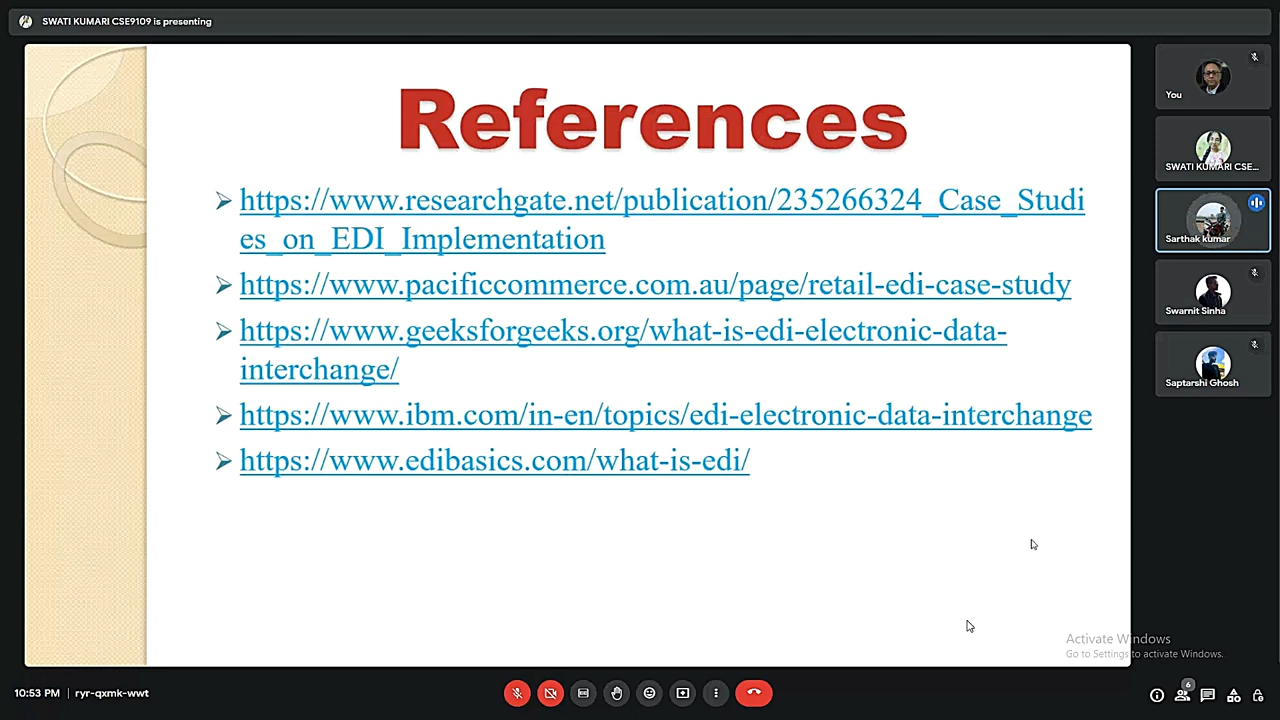 SWATI KUMARI CSE9109 is presenting
References
https://www.researchgate.net/publication/235266324_Case_Studi
es_on_EDI_Implementation
https://www.pacificcommerce.com.au/page/retail-edi-case-study
https://www.geeksforgeeks.org/what-is-edi-electronic-data-
interchange/
https://www.ibm.com/in-en/topics/edi-electronic-data-interchange
https://www.edibasics.com/what-is-edi/
You
SWATI KUMARI CSE...
Sarthak kumar
Swarnit Sinha
Saptarshi Ghosh
Activate Windows
Go to Settings to activate Windows.
10:53 PM | ryr-qxmk-wwt
6